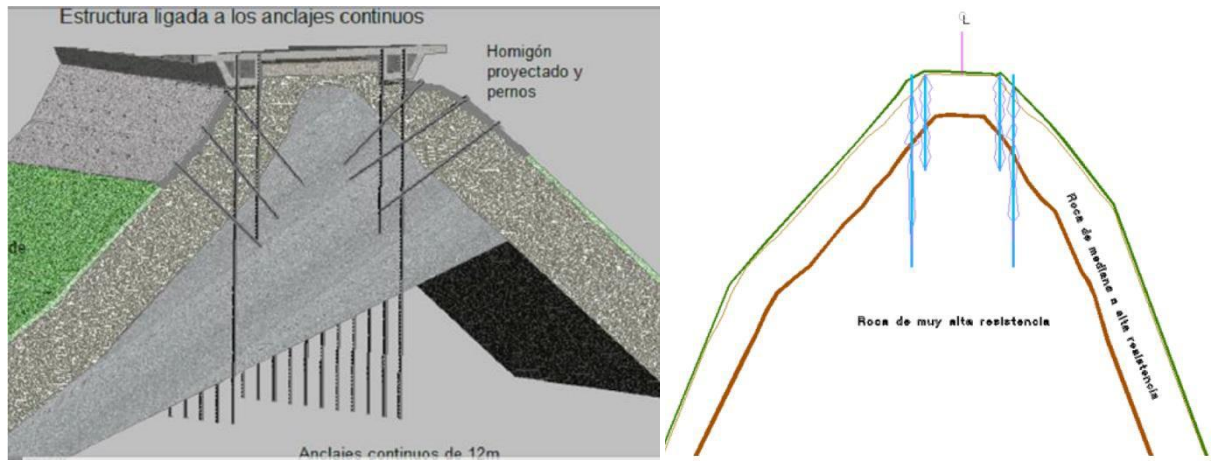 Estructura ligada a los anclajes continuos
Hormigón
proyectado y
pernos
de
Anclajes continuos de 12m
℄
Roca de mediana a alta
resistencia
Roca de muy alta resistencia